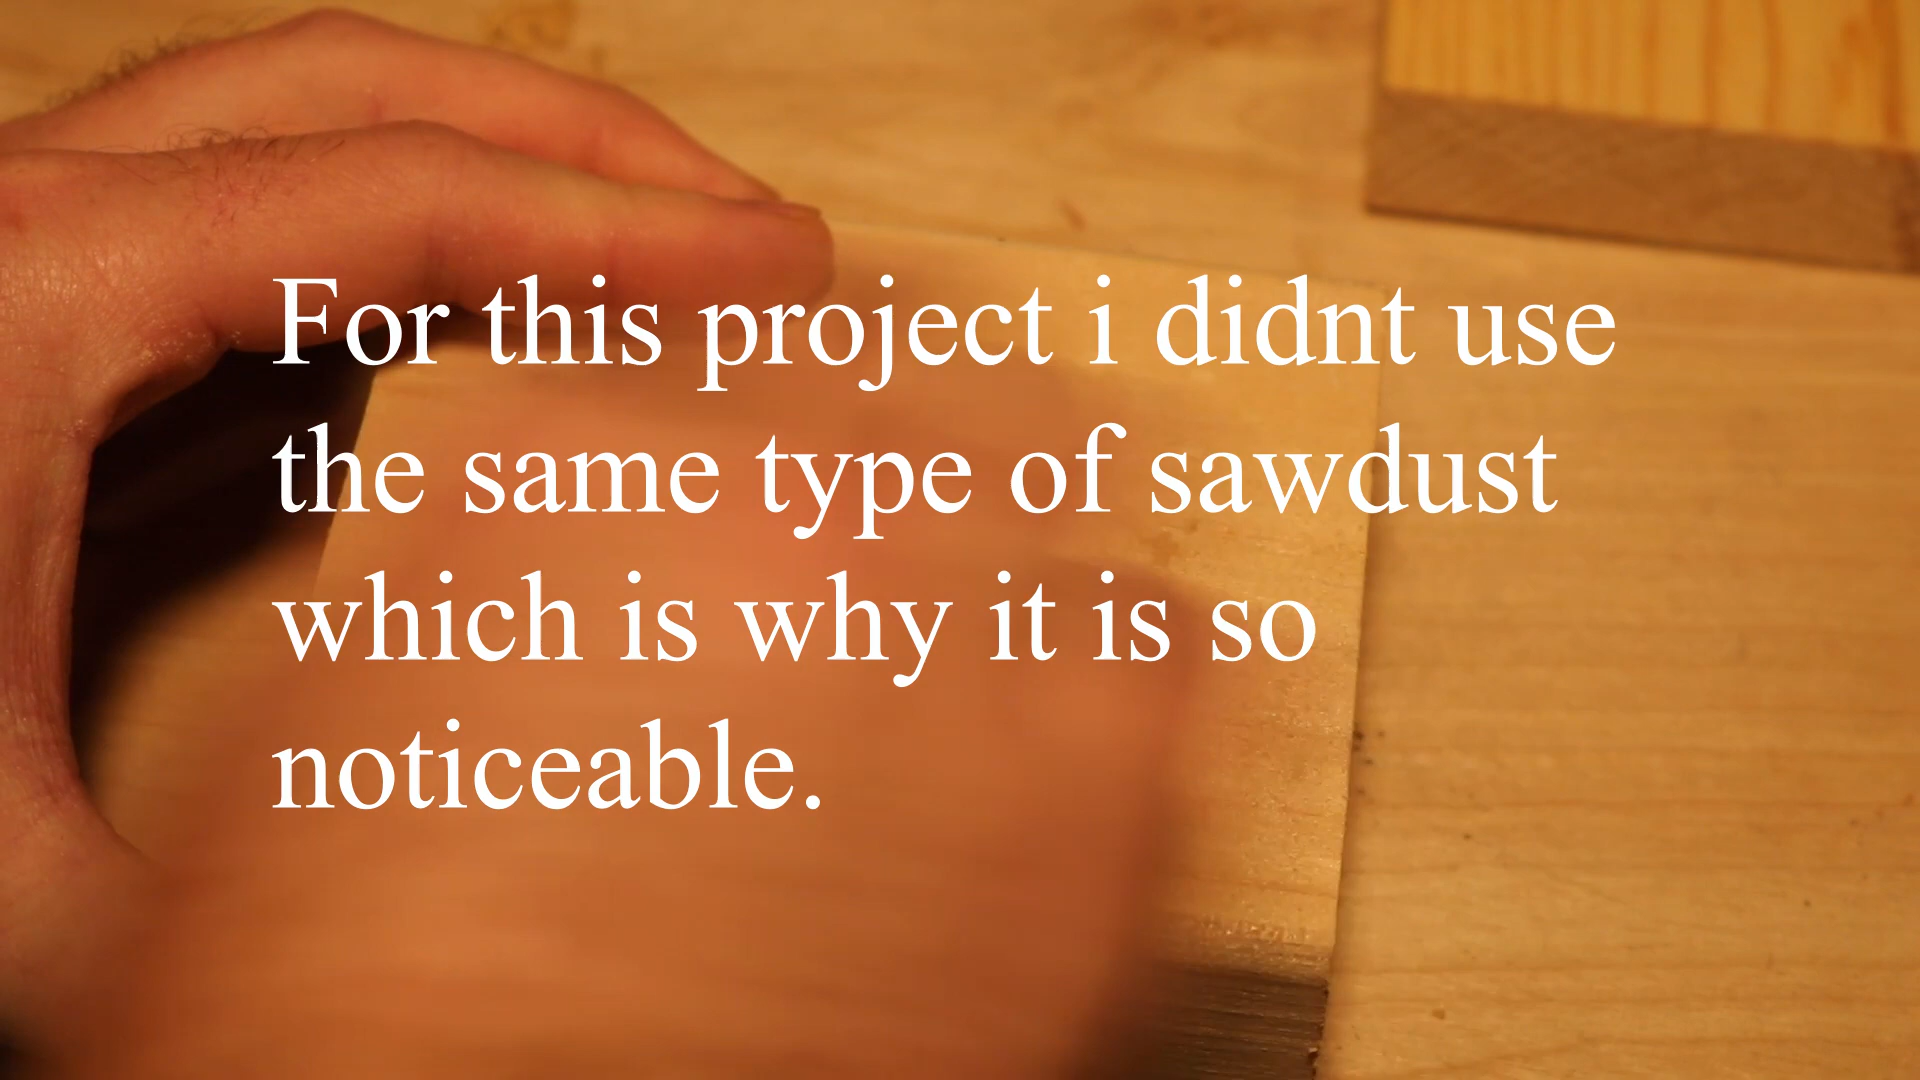 For this project i didnt use
the same type of sawdust
which is why it is so
noticeable.